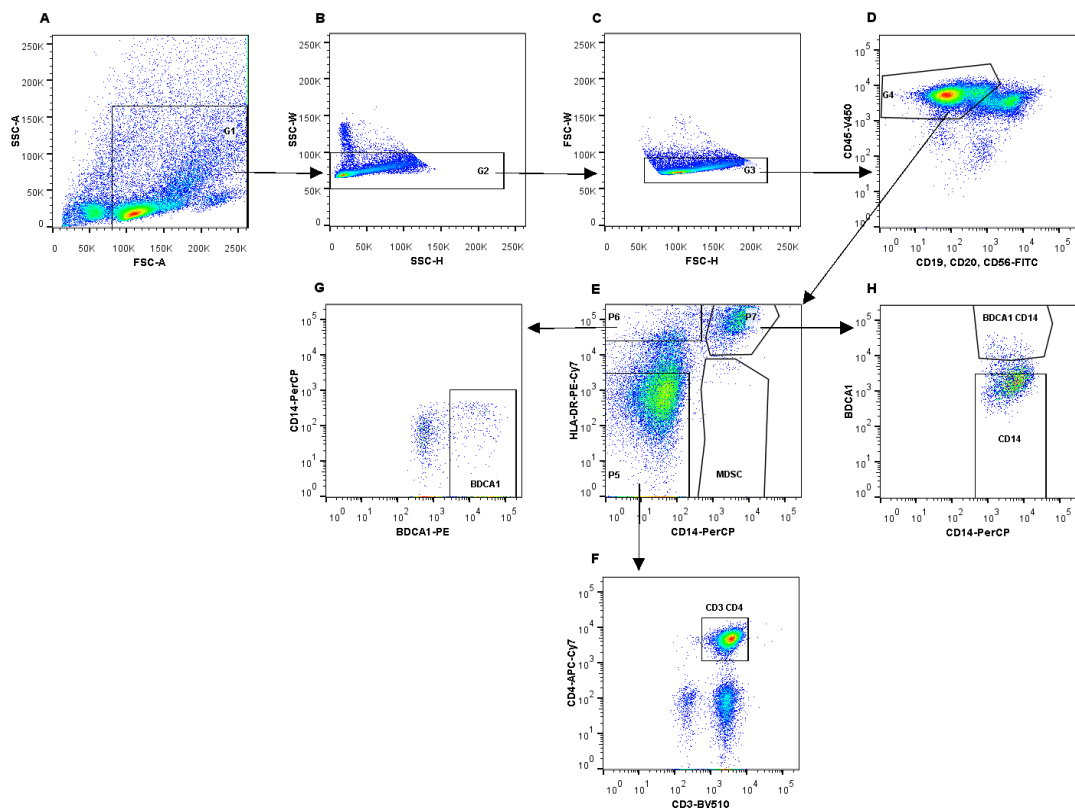 A
SSC-A
250K
200K
150K
100K
50K
0
G1
0 50K 100K 150K 200K 250K
FSC-A
B
SSC-W
250K
200K
150K
100K
50K
0
G2
0 50K 100K 150K 200K 250K
SSC-H
C
FSC-W
250K
200K
150K
100K
50K
0
G3
0 50K 100K 150K 200K 250K
FSC-H
D
CD45-V450
10^5
10^4
10^3
10^2
10^1
10^0
G4
10^0 10^1 10^2 10^3 10^4 10^5
CD19, CD20, CD56-FITC
G
CD14-PerCP
10^5
10^4
10^3
10^2
10^1
10^0
BDCA1
10^0 10^1 10^2 10^3 10^4 10^5
BDCA1-PE
E
HLA-DR-PE-Cy7
10^5
10^4
10^3
10^2
10^1
10^0
P6
P7
P5
MDSC
10^0 10^1 10^2 10^3 10^4 10^5
CD14-PerCP
H
BDCA1
10^5
10^4
10^3
10^2
10^1
10^0
BDCA1 CD14
CD14
10^0 10^1 10^2 10^3 10^4 10^5
CD14-PerCP
F
CD4-APC-Cy7
10^5
10^4
10^3
10^2
10^1
10^0
CD3 CD4
10^0 10^1 10^2 10^3 10^4 10^5
CD3-BV510